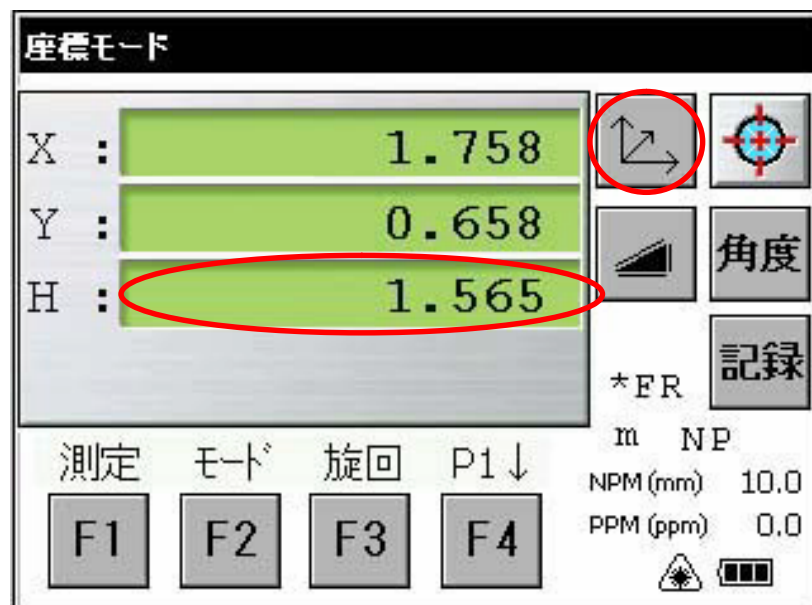 座標モード
X : 1.758
Y : 0.658
H : 1.565
角度
記録
*FR
m NP
NPM (mm) 10.0
PPM (ppm) 0.0
測定 モード 旋回 P1↓
F1 F2 F3 F4